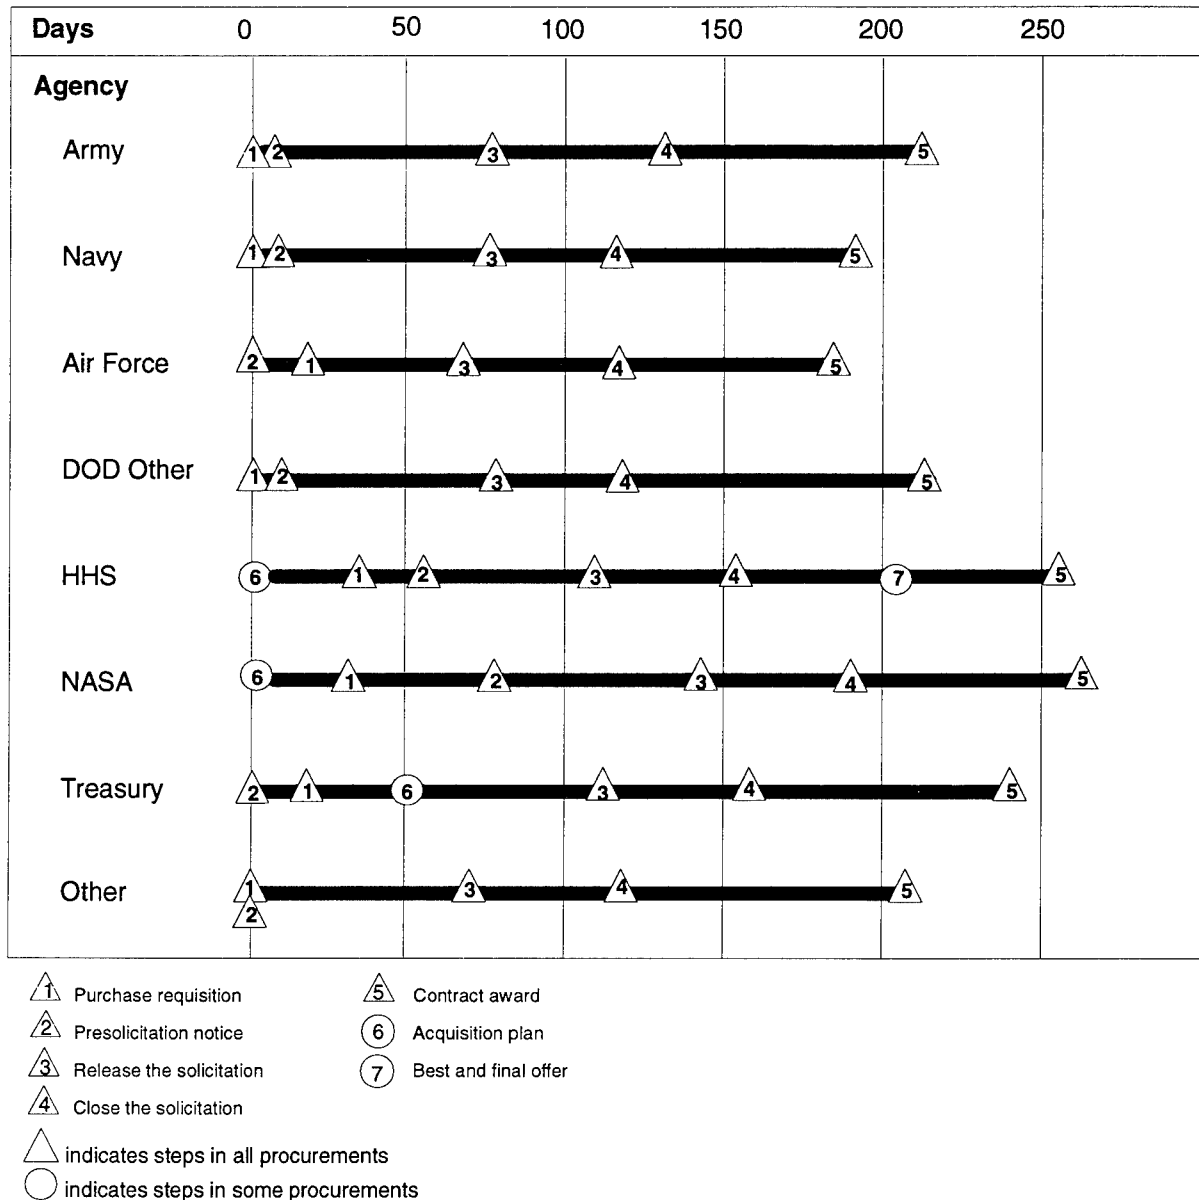 Days 0 50 100 150 200 250
Agency
Army 1 2 3 4 5
Navy 1 2 3 4 5
Air Force 2 1 3 4 5
DOD Other 1 2 3 4 5
HHS 6 1 2 3 4 7 5
NASA 6 1 2 3 4 5
Treasury 2 1 6 3 4 5
Other 1 3 4 5
2
1 Purchase requisition
2 Presolicitation notice
3 Release the solicitation
4 Close the solicitation
5 Contract award
6 Acquisition plan
7 Best and final offer
indicates steps in all procurements
indicates steps in some procurements